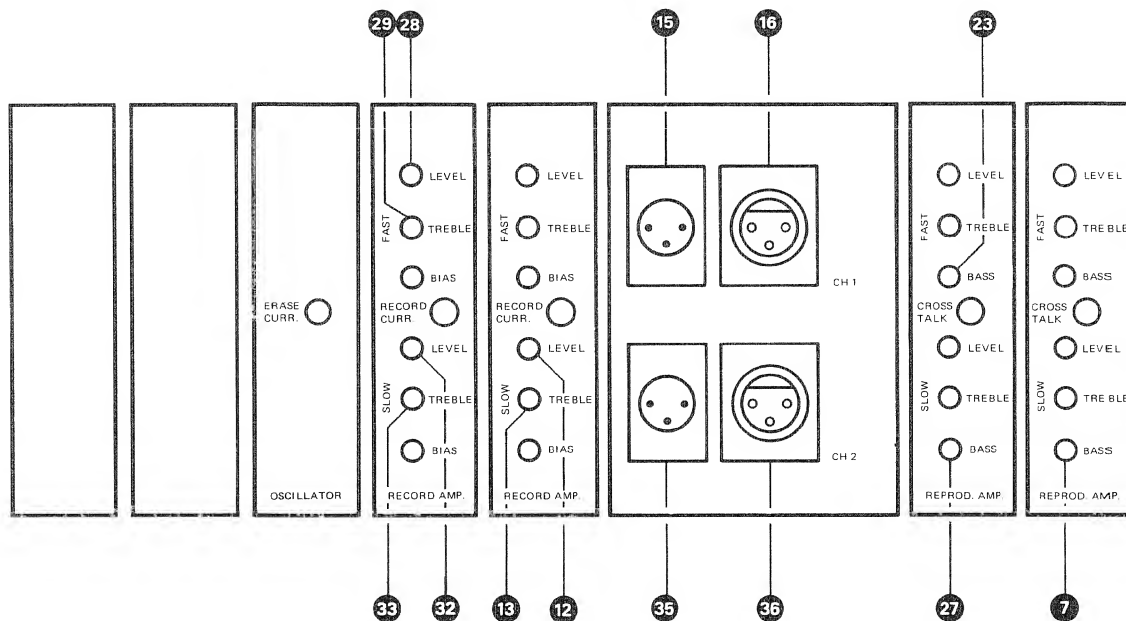 29 28 15 16 23
LEVEL
FAST
TREBLE
BIAS
ERASE
CURR.
RECORD
CURR.
LEVEL
SLOW
TREBLE
BIAS
OSCILLATOR
RECORD AMP.
LEVEL
FAST
TREBLE
BIAS
RECORD
CURR.
LEVEL
SLOW
TREBLE
BIAS
RECORD AMP.
CH 1
CH 2
LEVEL
FAST
TREBLE
BASS
CROSS
TALK
LEVEL
SLOW
TREBLE
BASS
REPROD. AMP.
LEVEL
FAST
TREBLE
BASS
CROSS
TALK
LEVEL
SLOW
TREBLE
BASS
REPROD. AMP.
33 32 13 12 35 36 27 7